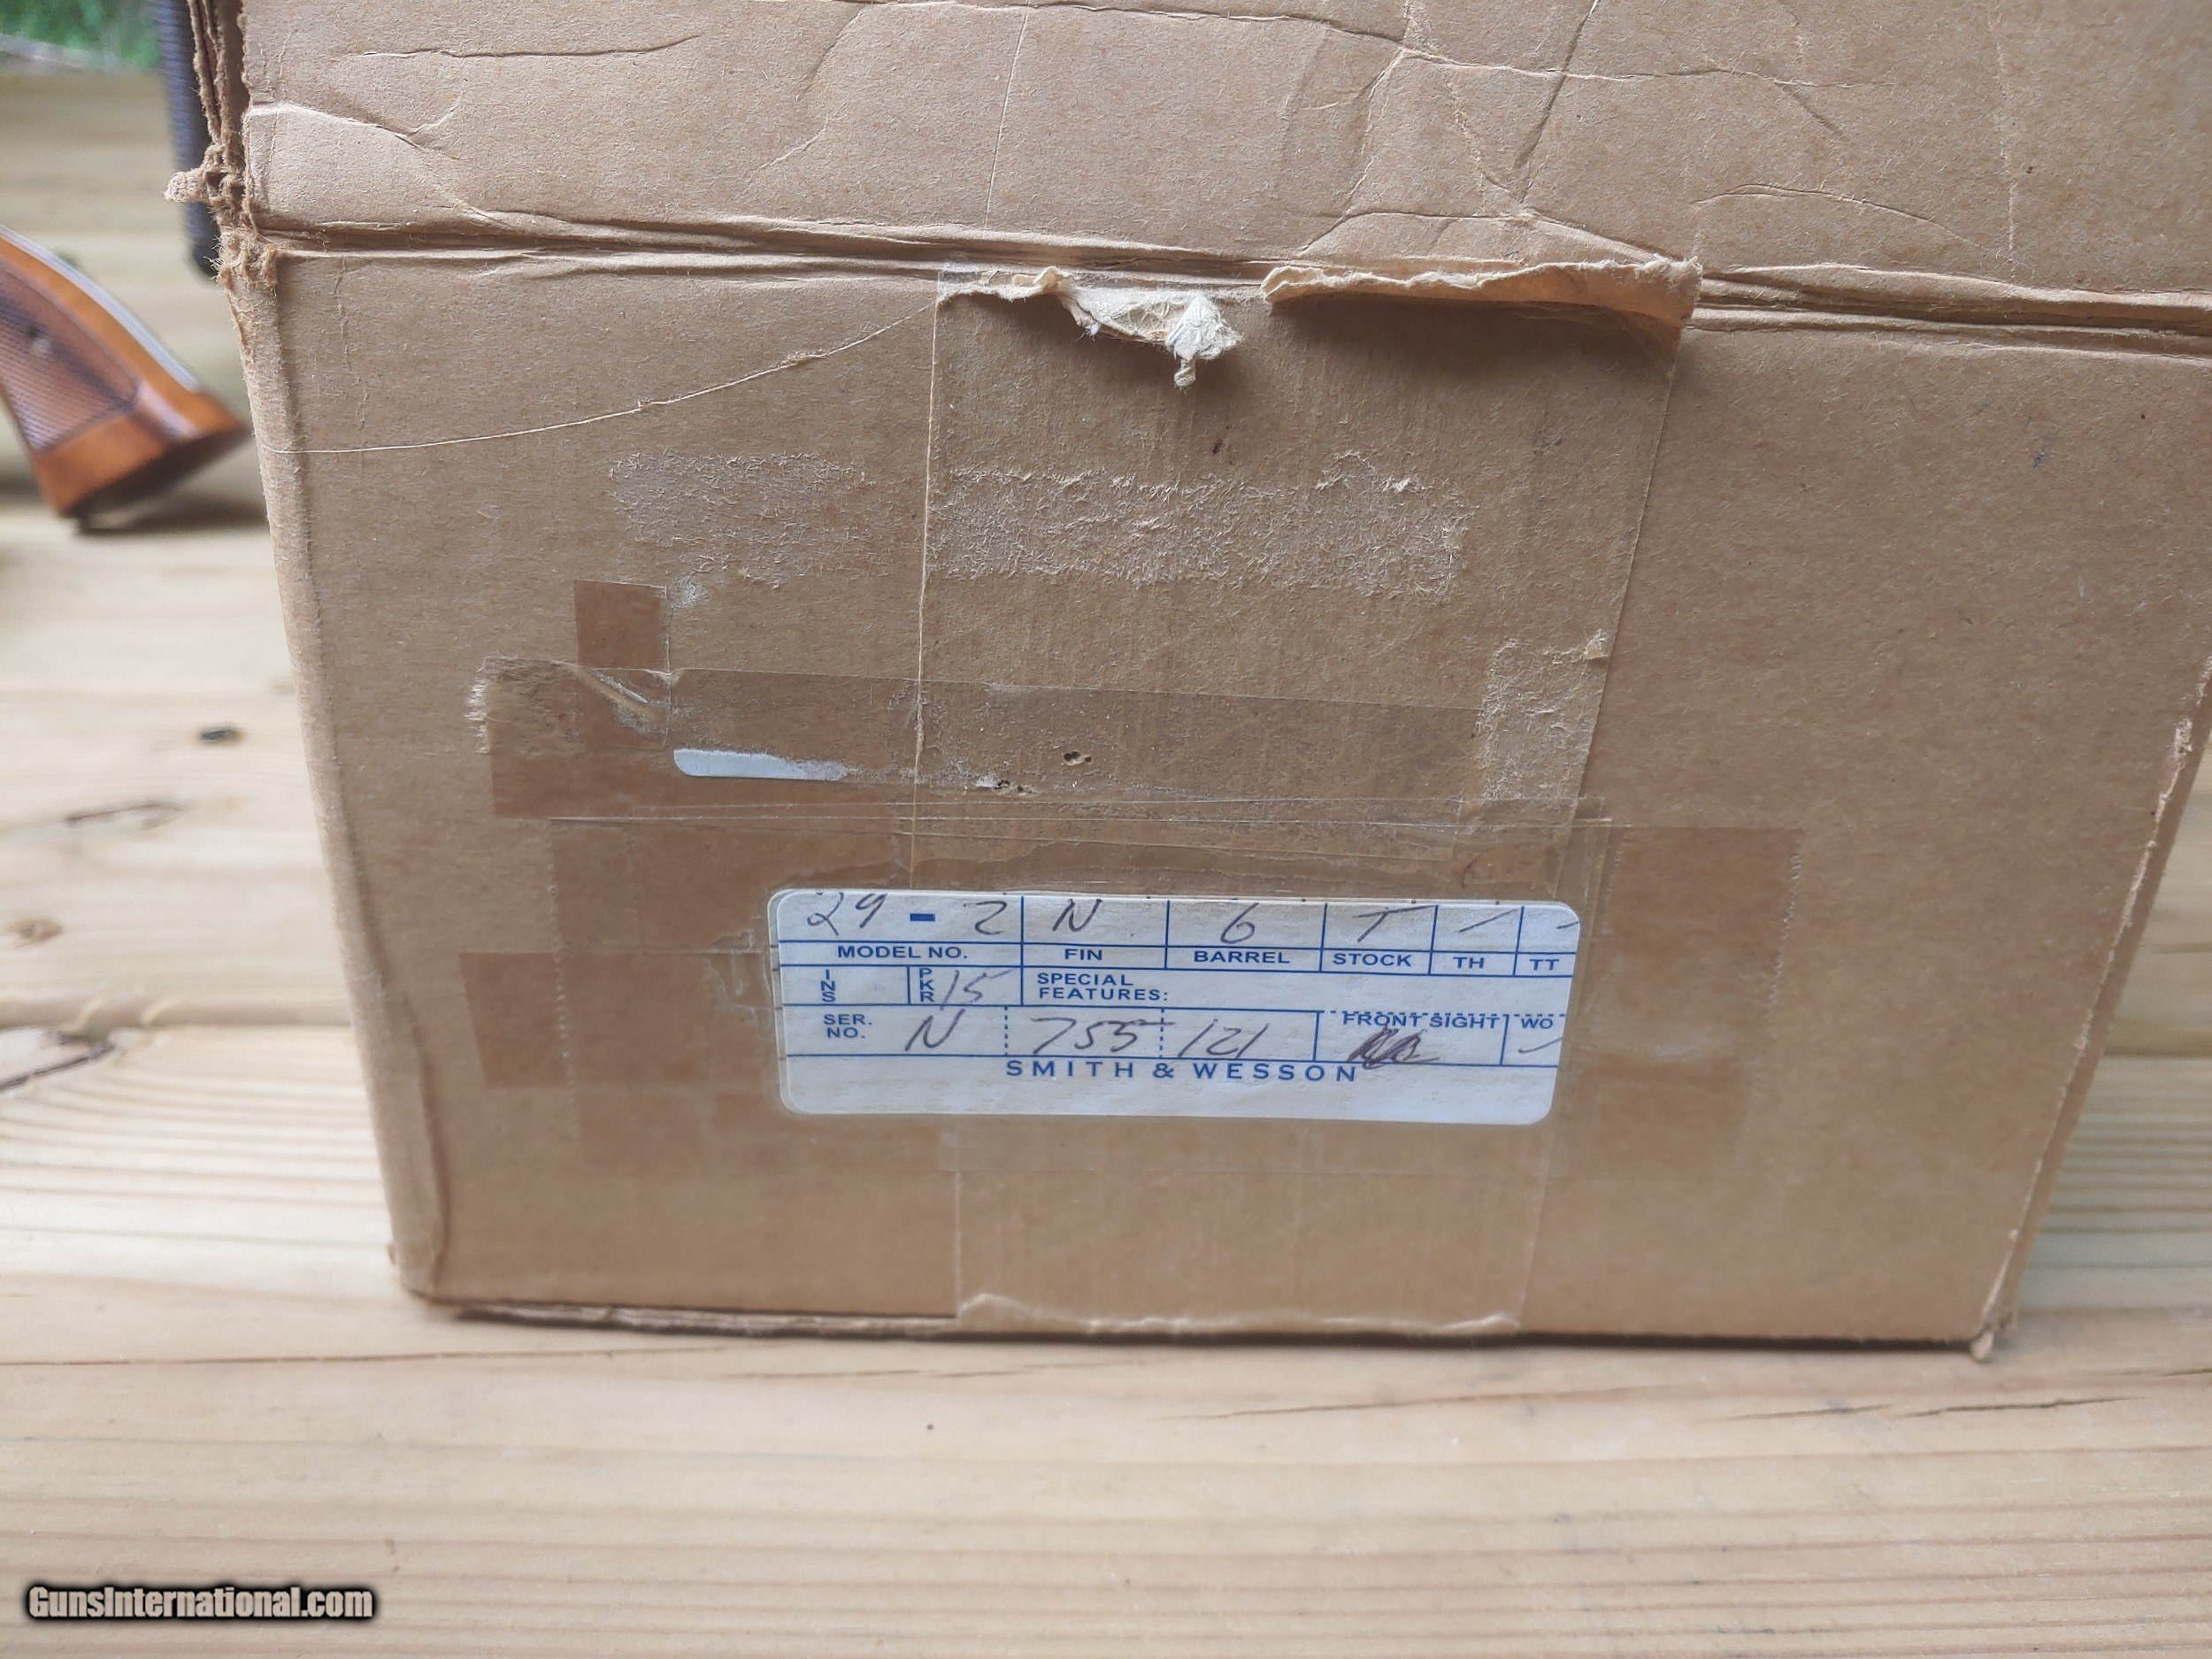 29 - 2 N 6 T - -
MODEL NO. FIN BARREL STOCK TH TT
INS PKR 15 SPECIAL FEATURES:
SER. NO. N 755 121 FRONT SIGHT WO -
SMITH & WESSON
GunsInternational.com